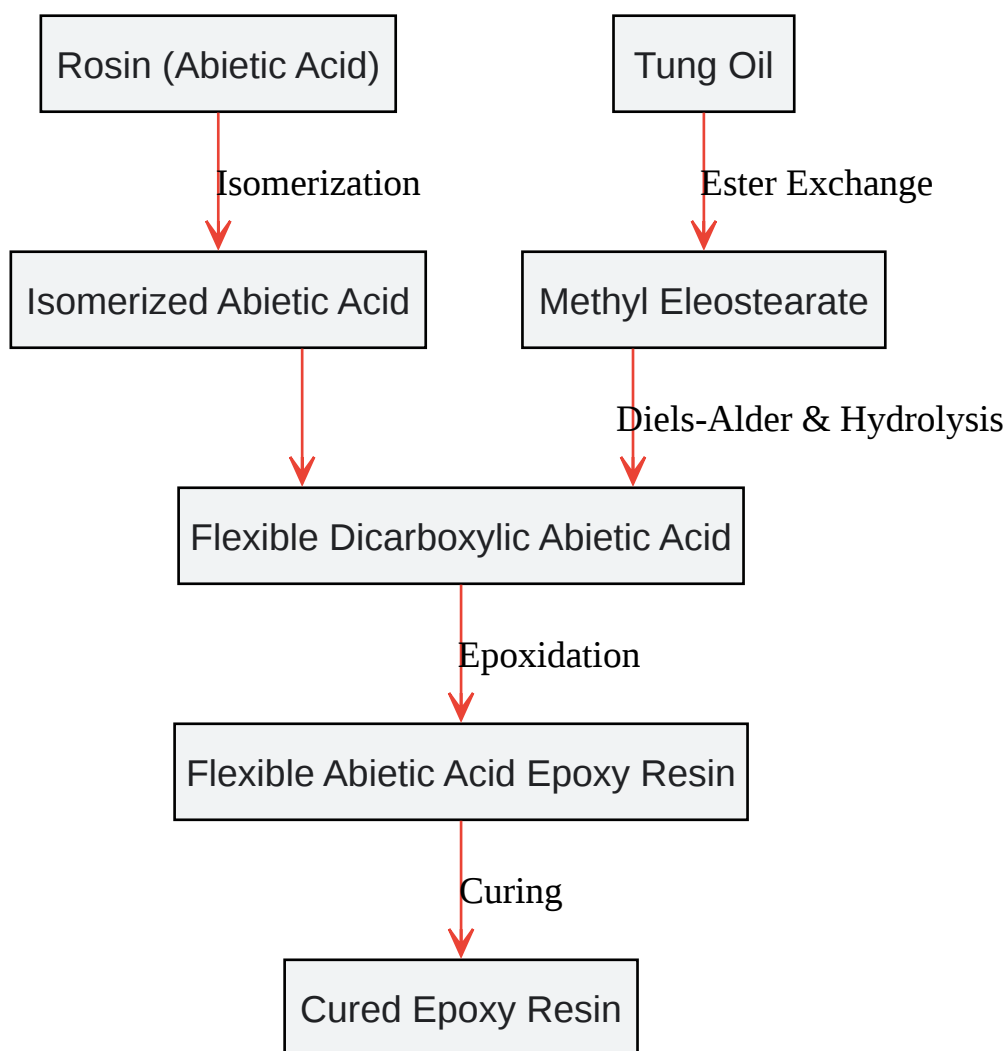 Rosin (Abietic Acid)
Tung Oil
Isomerization
Ester Exchange
Isomerized Abietic Acid
Methyl Eleostearate
Diels-Alder & Hydrolysis
Flexible Dicarboxylic Abietic Acid
Epoxidation
Flexible Abietic Acid Epoxy Resin
Curing
Cured Epoxy Resin